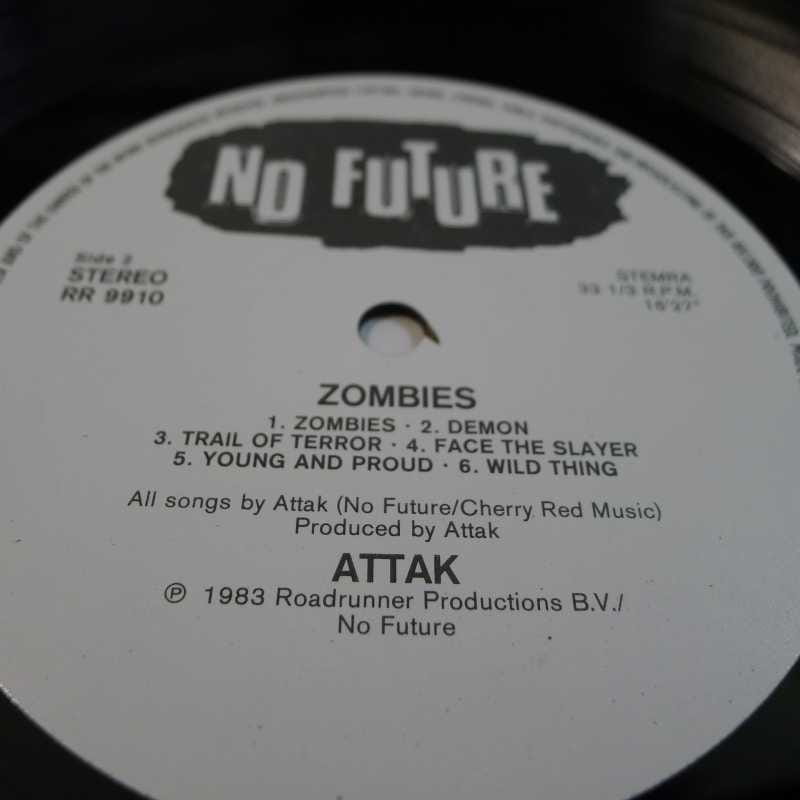 NO FUTURE
Side 2
STEREO
RR 9910
STEMRA
33 1/3 R.P.M.
16'27"
ZOMBIES
1. ZOMBIES · 2. DEMON
3. TRAIL OF TERROR · 4. FACE THE SLAYER
5. YOUNG AND PROUD · 6. WILD THING
All songs by Attak (No Future/Cherry Red Music)
Produced by Attak
ATTAK
℗ 1983 Roadrunner Productions B.V./
No Future